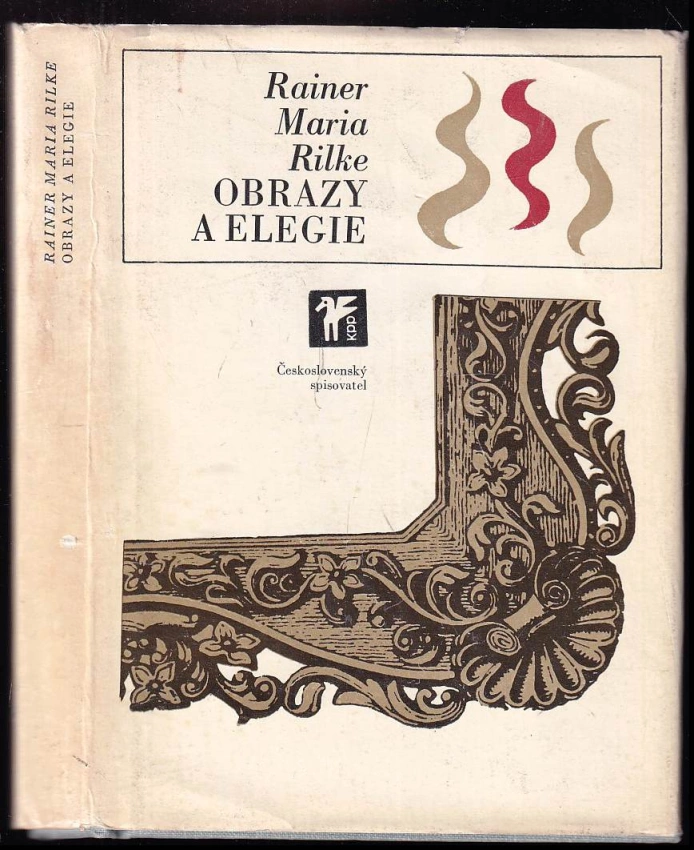 RAINER MARIA RILKE
OBRAZY A ELEGIE
Rainer
Maria
Rilke
OBRAZY
A ELEGIE
kpp
Československý
spisovatel